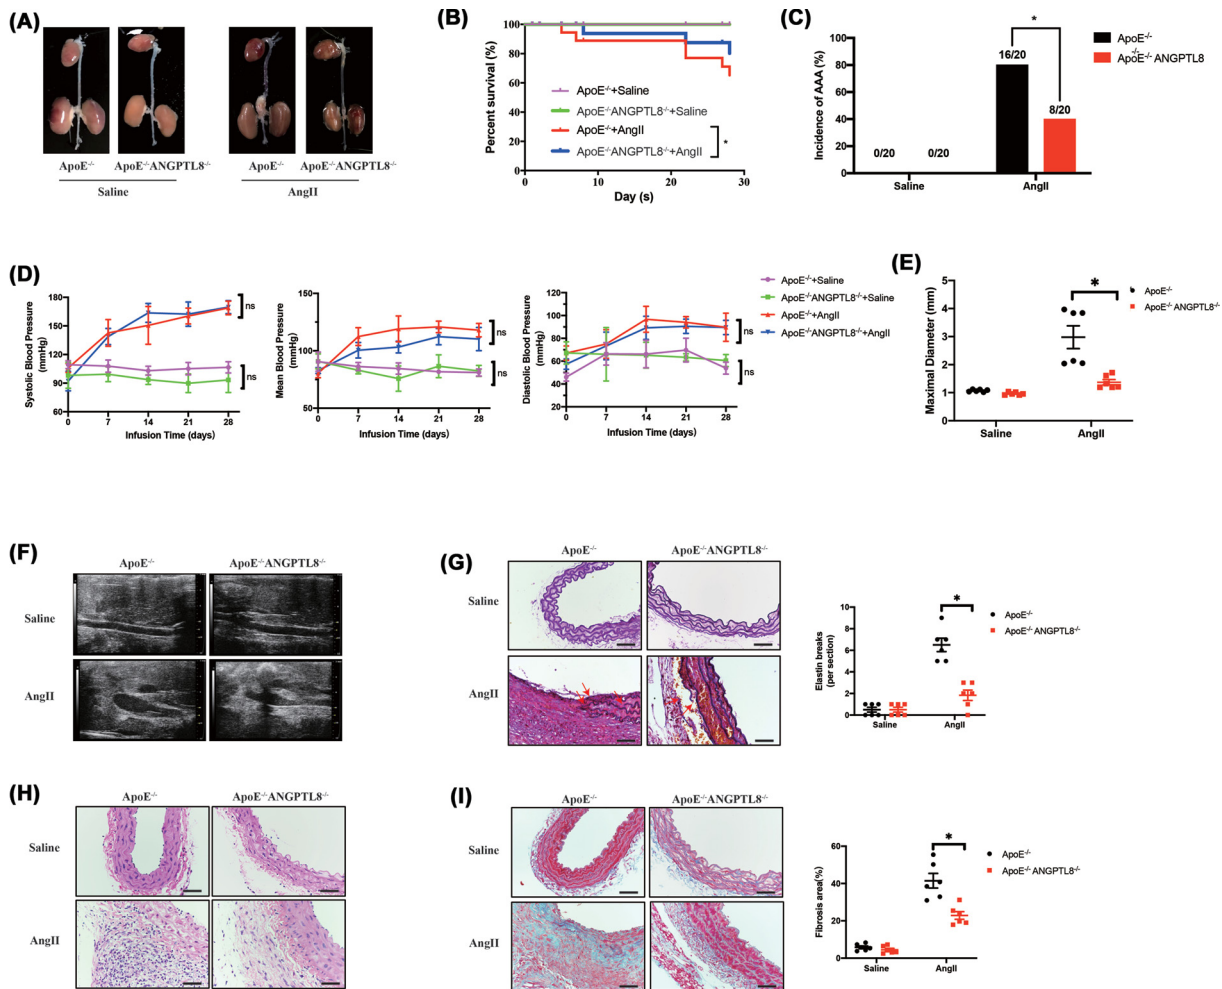 (A)
ApoE⁻/⁻ ApoE⁻/⁻ANGPTL8⁻/⁻ ApoE⁻/⁻ ApoE⁻/⁻ANGPTL8⁻/⁻
Saline AngII
(B)
Percent survival (%)
100
80
60
40
20
0
0 10 20 30
Day (s)
ApoE⁻/⁻+Saline
ApoE⁻/⁻ANGPTL8⁻/⁻+Saline
ApoE⁻/⁻+AngII
ApoE⁻/⁻ANGPTL8⁻/⁻+AngII
*
(C)
Incidence of AAA (%)
100
80
60
40
20
0
0/20 0/20 16/20 8/20
*
Saline AngII
ApoE⁻/⁻
ApoE⁻/⁻ ANGPTL8⁻/⁻
(D)
Systolic Blood Pressure
(mmHg)
180
150
120
90
60
0 7 14 21 28
Infusion Time (days)
ns
ns
Mean Blood Pressure
(mmHg)
150
100
50
0 7 14 21 28
Infusion Time (days)
ns
ns
Diastolic Blood Pressure
(mmHg)
120
100
80
60
40
20
0 7 14 21 28
Infusion Time (days)
ns
ns
ApoE⁻/⁻+Saline
ApoE⁻/⁻ANGPTL8⁻/⁻+Saline
ApoE⁻/⁻+AngII
ApoE⁻/⁻ANGPTL8⁻/⁻+AngII
(E)
Maximal Diameter (mm)
5
4
3
2
1
0
*
Saline AngII
ApoE⁻/⁻
ApoE⁻/⁻ ANGPTL8⁻/⁻
(F)
ApoE⁻/⁻ ApoE⁻/⁻ANGPTL8⁻/⁻
Saline
AngII
(G)
ApoE⁻/⁻ ApoE⁻/⁻ANGPTL8⁻/⁻
Saline
AngII
Elastin breaks
(per section)
10
8
6
4
2
0
*
Saline AngII
ApoE⁻/⁻
ApoE⁻/⁻ ANGPTL8⁻/⁻
(H)
ApoE⁻/⁻ ApoE⁻/⁻ANGPTL8⁻/⁻
Saline
AngII
(I)
ApoE⁻/⁻ ApoE⁻/⁻ANGPTL8⁻/⁻
Saline
AngII
Fibrosis area(%)
60
40
20
0
*
Saline AngII
ApoE⁻/⁻
ApoE⁻/⁻ ANGPTL8⁻/⁻